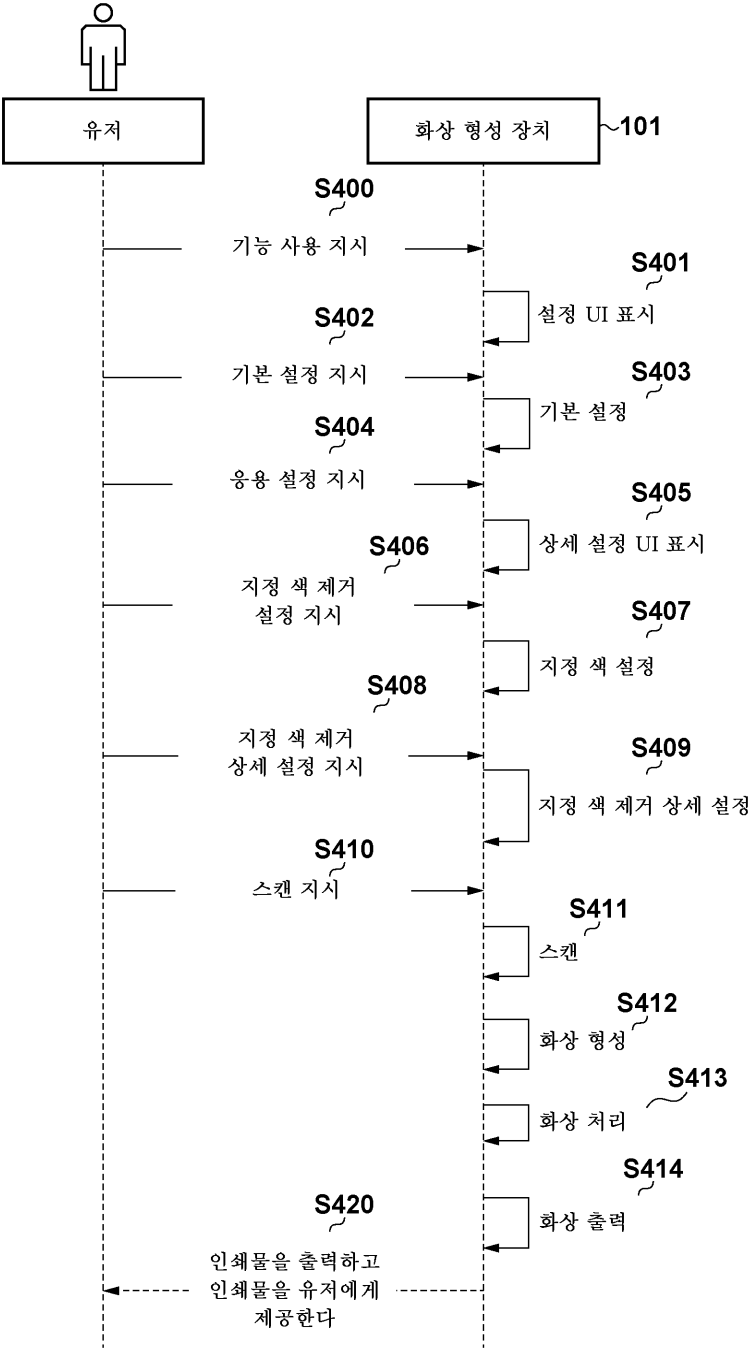 유저
화상 형성 장치
101
S400
기능 사용 지시
S401
설정 UI 표시
S402
기본 설정 지시
S403
기본 설정
S404
응용 설정 지시
S405
상세 설정 UI 표시
S406
지정 색 제거
설정 지시
S407
지정 색 설정
S408
지정 색 제거
상세 설정 지시
S409
지정 색 제거 상세 설정
S410
스캔 지시
S411
스캔
S412
화상 형성
S413
화상 처리
S414
화상 출력
S420
인쇄물을 출력하고
인쇄물을 유저에게
제공한다